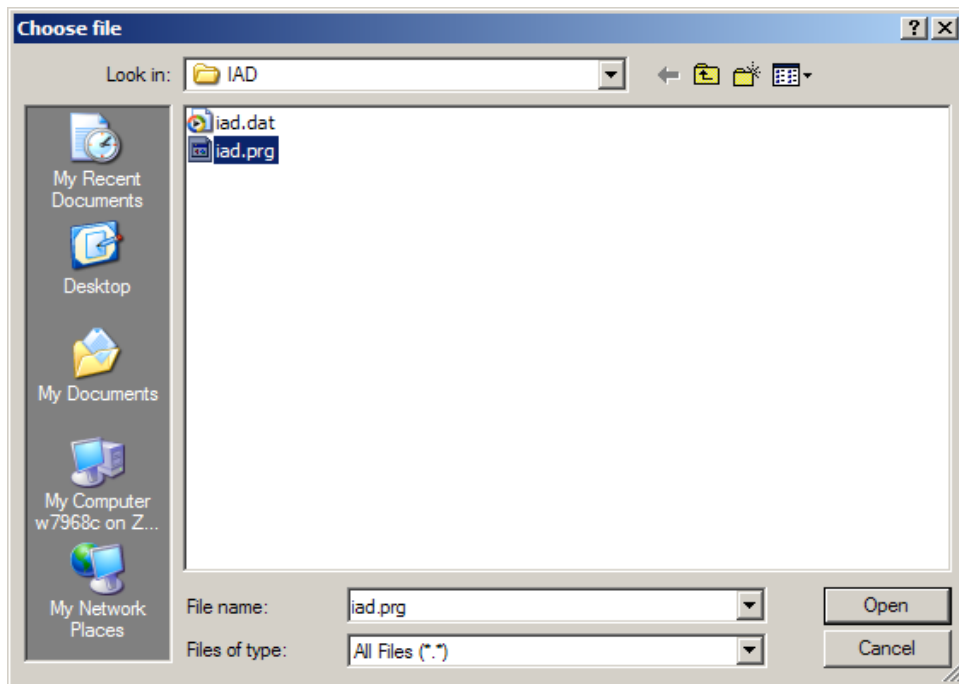 Choose file
Look in:
IAD
iad.dat
iad.prg
My Recent
Documents
Desktop
My Documents
My Computer
w7968c on Z...
My Network
Places
File name:
iad.prg
Open
Files of type:
All Files (*.*)
Cancel